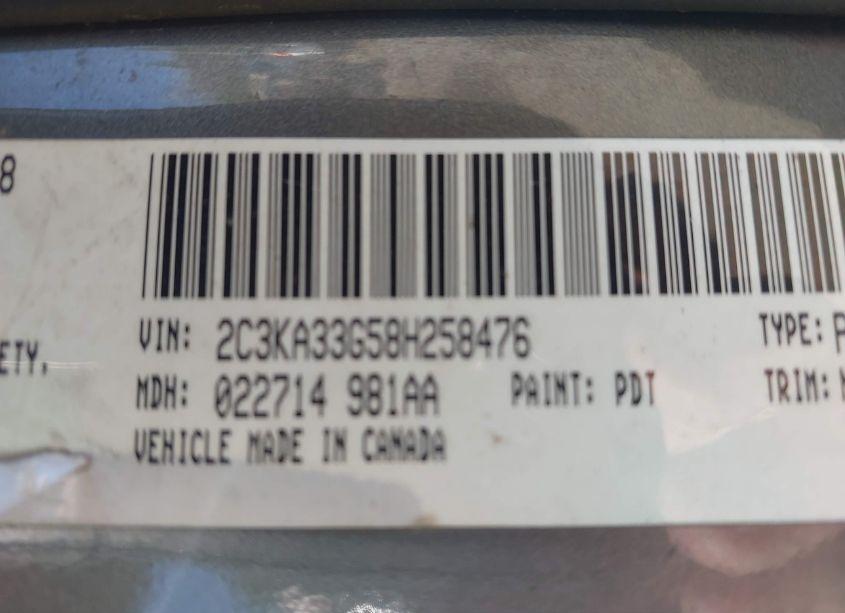 8
VIN: 2C3KA33G58H258476
TYPE: P
ETY.
MDH: 022714 981AA PAINT: PDT TRIM:
VEHICLE MADE IN CANADA